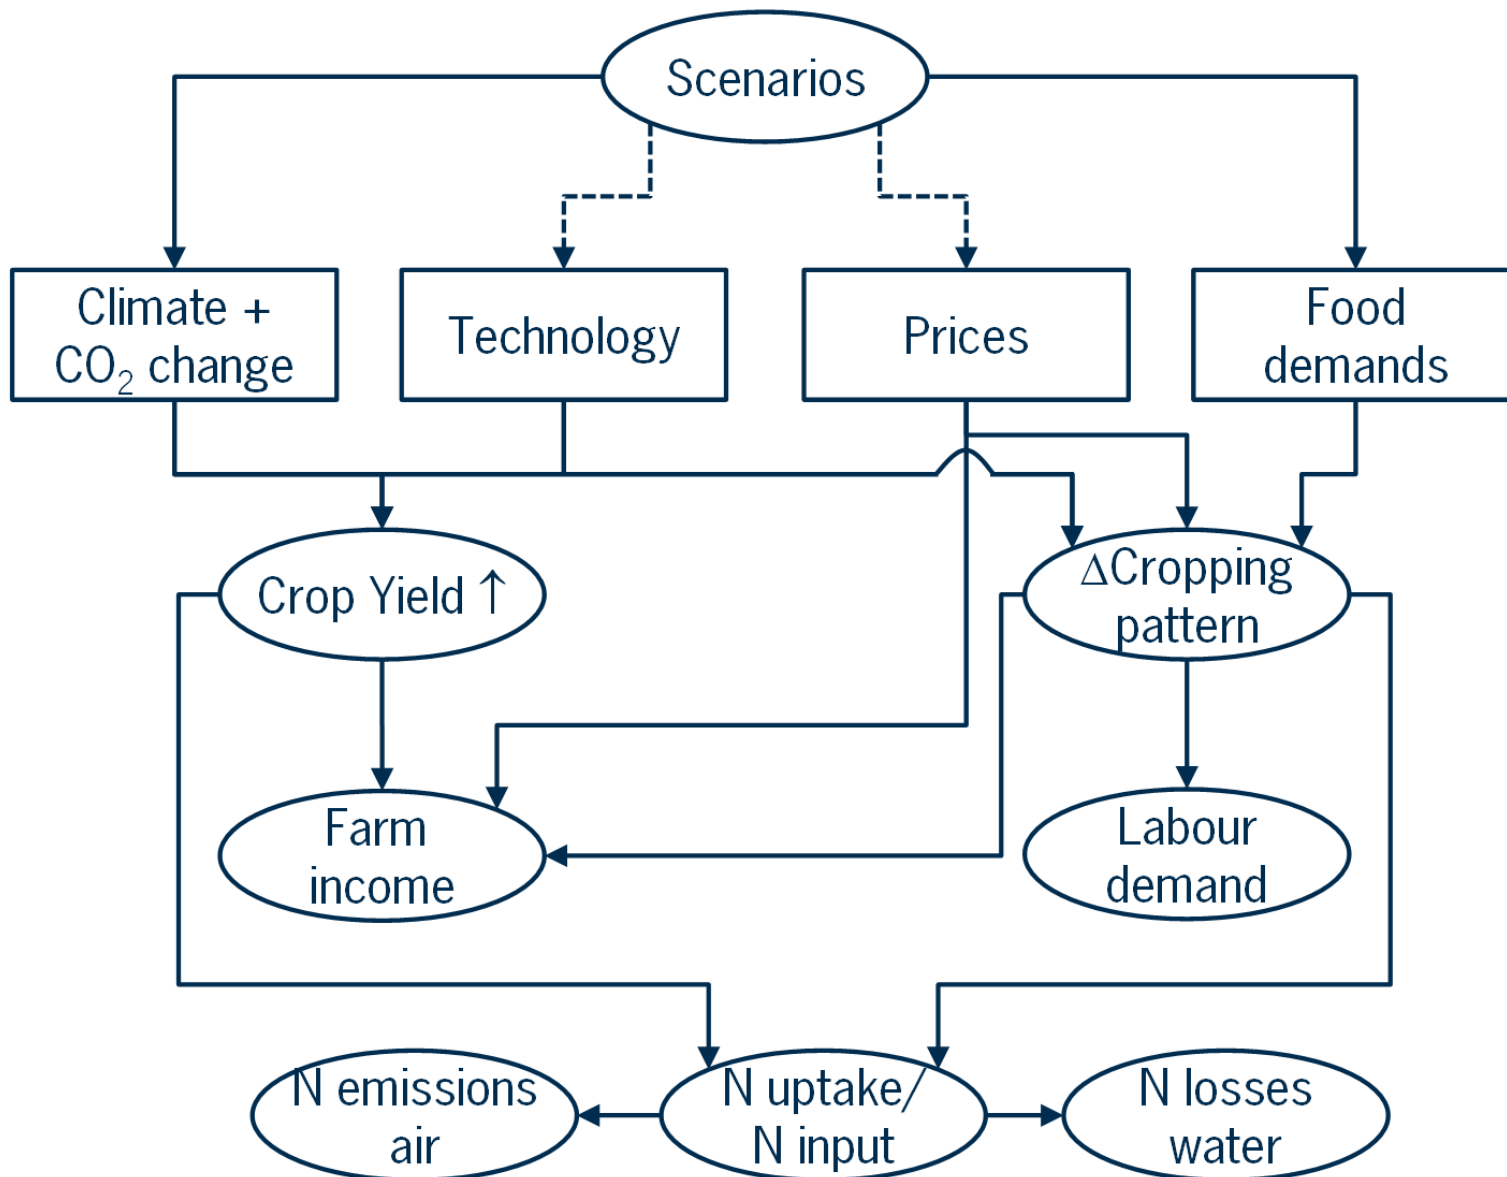 Scenarios
Climate +
CO₂ change
Technology
Prices
Food
demands
Crop Yield ↑
ΔCropping
pattern
Farm
income
Labour
demand
N emissions
air
N uptake/
N input
N losses
water